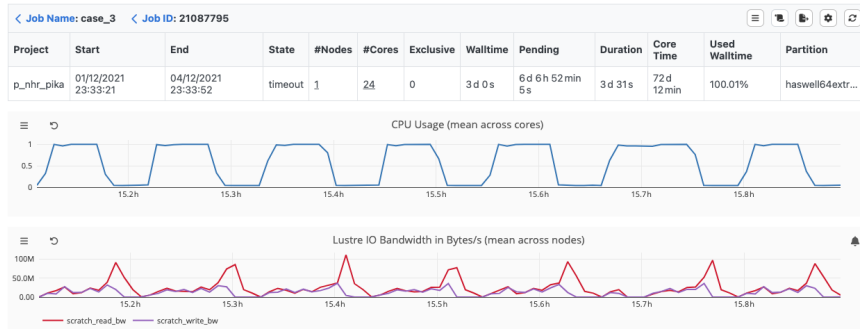 Job Name: case_3 Job ID: 21087795
Project Start End State #Nodes #Cores Exclusive Walltime Pending Duration Core Time Used Walltime Partition
p_nhr_pika 01/12/2021 23:33:21 04/12/2021 23:33:52 timeout 1 24 0 3 d 0 s 6 d 6 h 52 min 5 s 3 d 31 s 72 d 12 min 100.01% haswell64extr...
CPU Usage (mean across cores)
1
0.5
0
15.2h 15.3h 15.4h 15.5h 15.6h 15.7h 15.8h
Lustre IO Bandwidth in Bytes/s (mean across nodes)
100M
50.0M
0.00
15.2h 15.3h 15.4h 15.5h 15.6h 15.7h 15.8h
scratch_read_bw scratch_write_bw